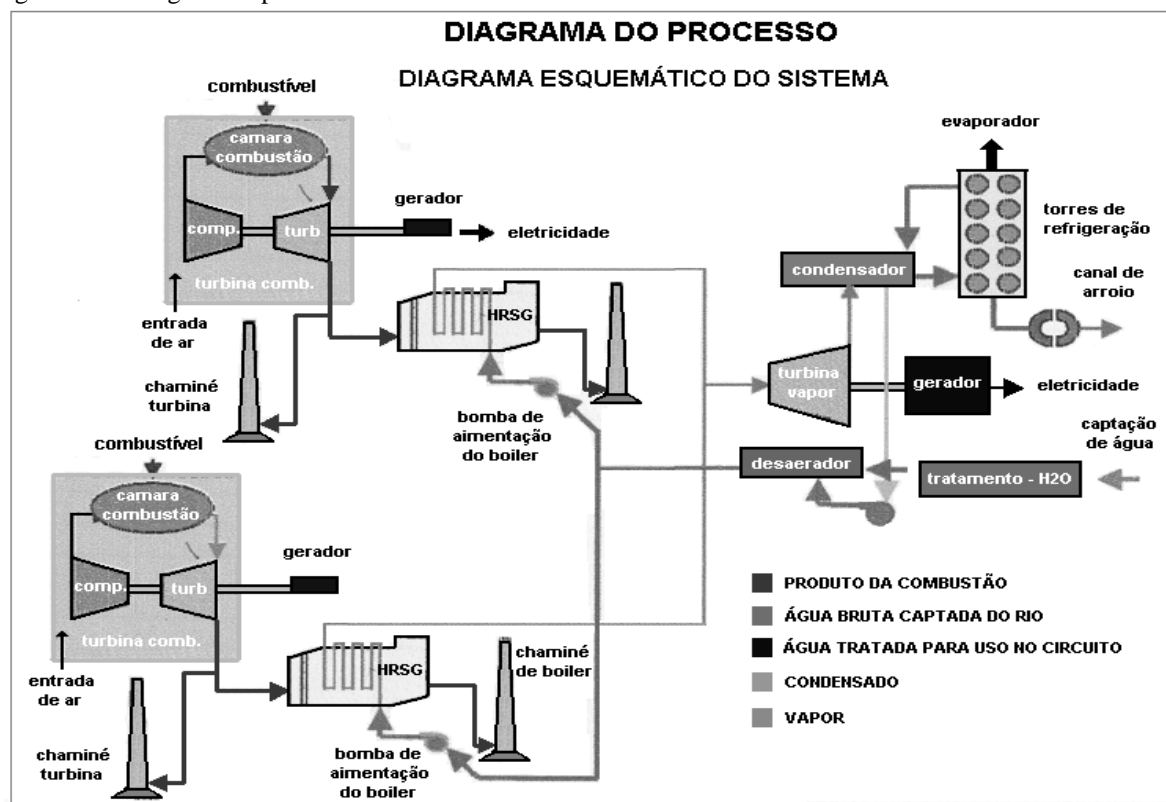 DIAGRAMA DO PROCESSO
DIAGRAMA ESQUEMÁTICO DO SISTEMA
combustível
camara
combustão
comp.
turb
turbina comb.
entrada
de ar
gerador
eletricidade
chaminé
turbina
HRSG
bomba de
aimentação
do boiler
evaporador
torres de
refrigeração
condensador
canal de
arroio
turbina
vapor
gerador
eletricidade
captação
de água
desaerador
tratamento - H2O
combustível
camara
combustão
comp.
turb
turbina comb.
entrada
de ar
gerador
chaminé
turbina
HRSG
chaminé
de boiler
bomba de
aimentação
do boiler
PRODUTO DA COMBUSTÃO
ÁGUA BRUTA CAPTADA DO RIO
ÁGUA TRATADA PARA USO NO CIRCUITO
CONDENSADO
VAPOR